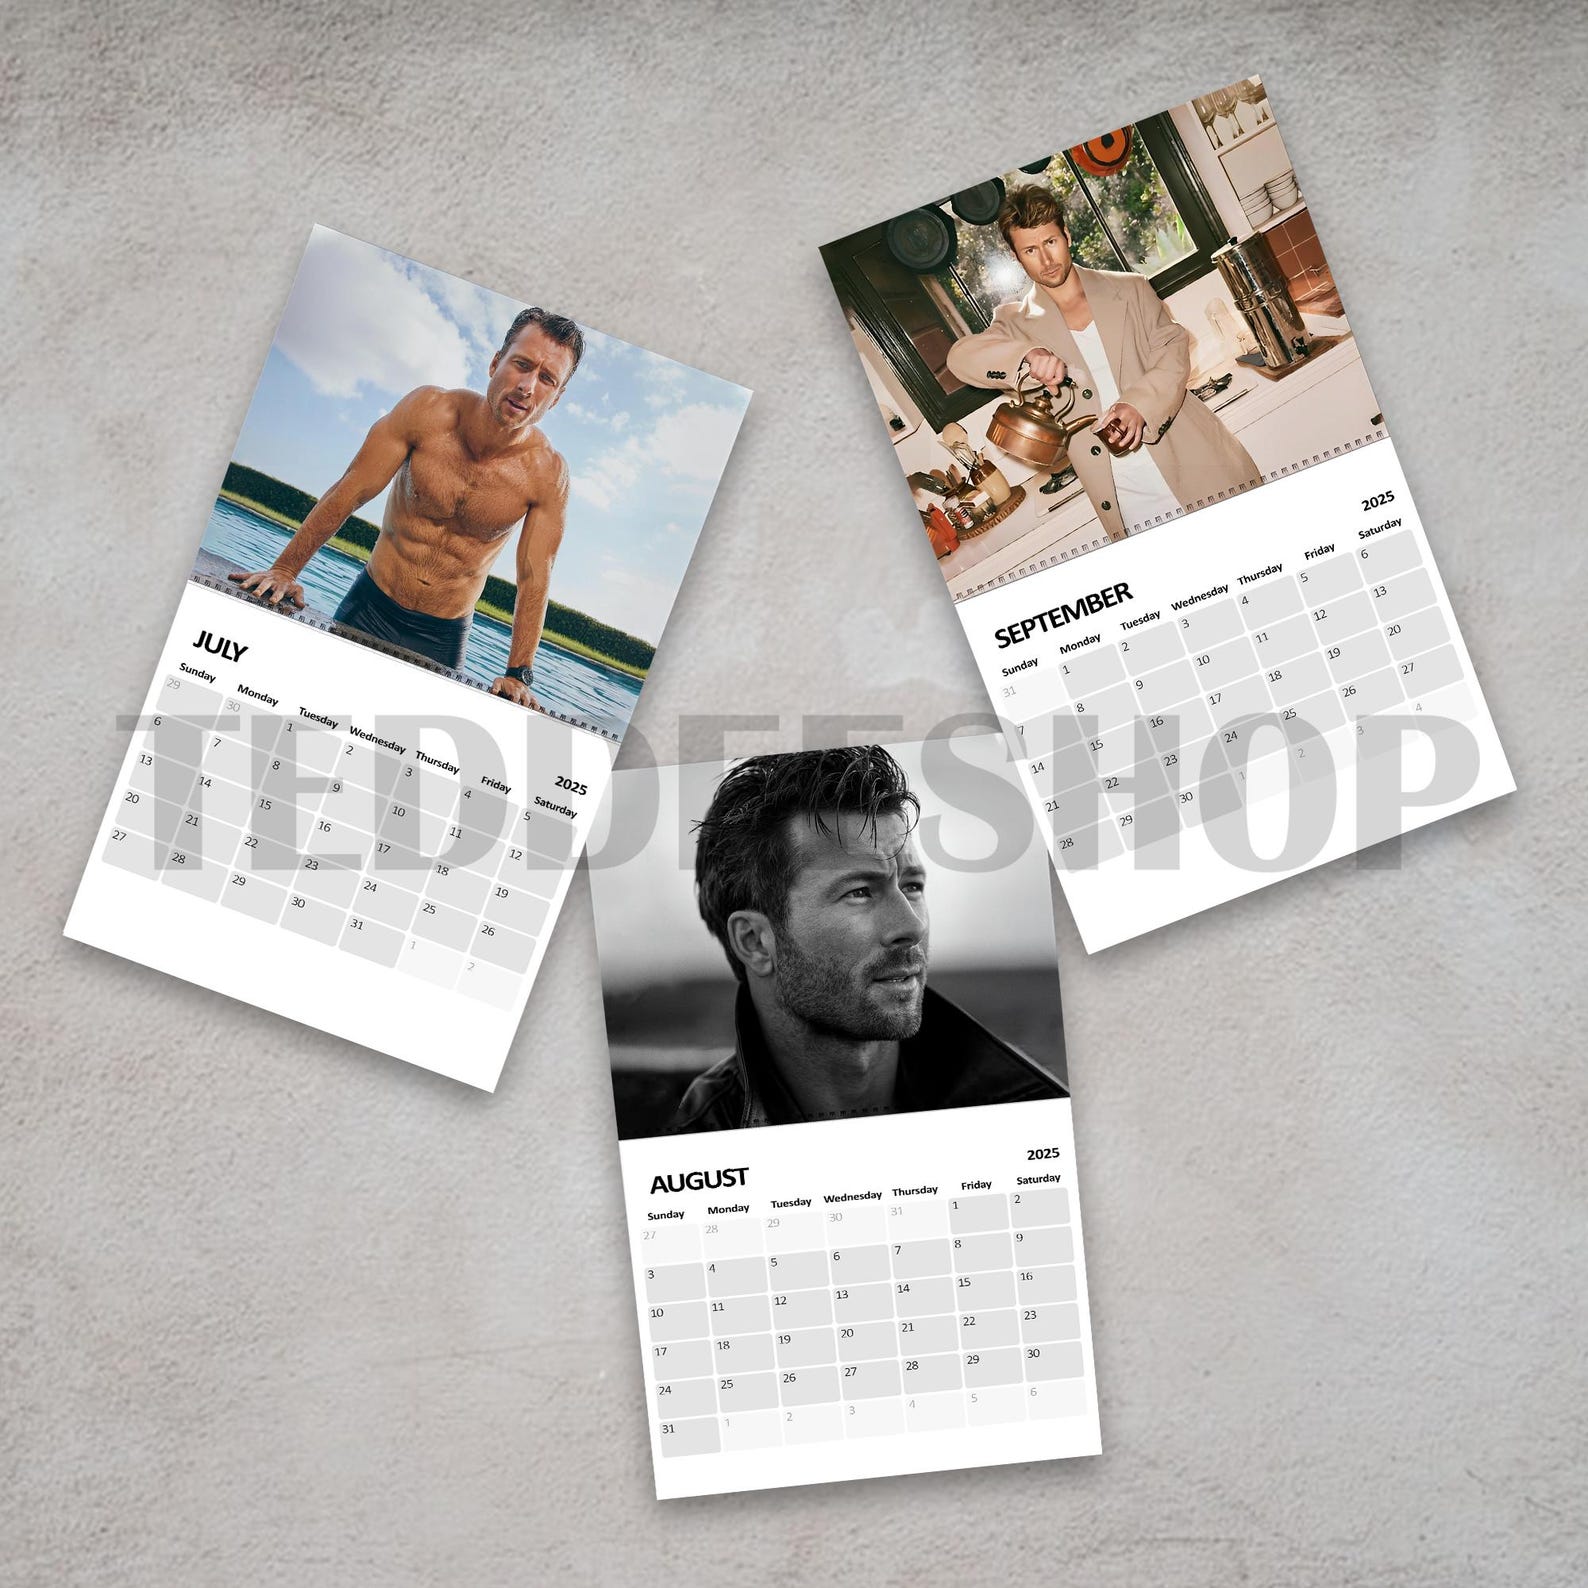 JULY
2025
Sunday Monday Tuesday Wednesday Thursday Friday Saturday
29 30 1 2 3 4 5
6 7 8 9 10 11 12
13 14 15 16 17 18 19
20 21 22 23 24 25 26
27 28 29 30 31 1 2
SEPTEMBER
2025
Sunday Monday Tuesday Wednesday Thursday Friday Saturday
31 1 2 3 4 5 6
7 8 9 10 11 12 13
14 15 16 17 18 19 20
21 22 23 24 25 26 27
28 29 30 1 2 3 4
TEDDEESHOP
AUGUST
2025
Sunday Monday Tuesday Wednesday Thursday Friday Saturday
27 28 29 30 31 1 2
3 4 5 6 7 8 9
10 11 12 13 14 15 16
17 18 19 20 21 22 23
24 25 26 27 28 29 30
31 1 2 3 4 5 6